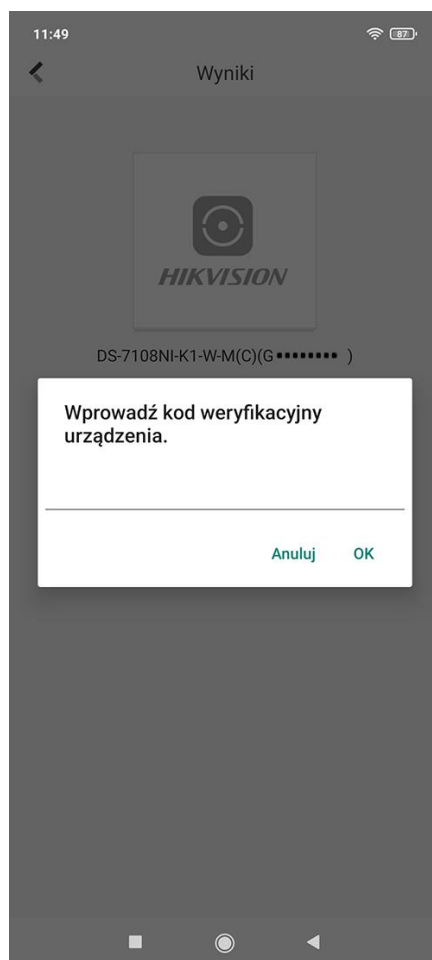 11:49
87
Wyniki
HIKVISION
DS-7108NI-K1-W-M(C)(G•••••••• )
Wprowadź kod weryfikacyjny
urządzenia.
Anuluj OK